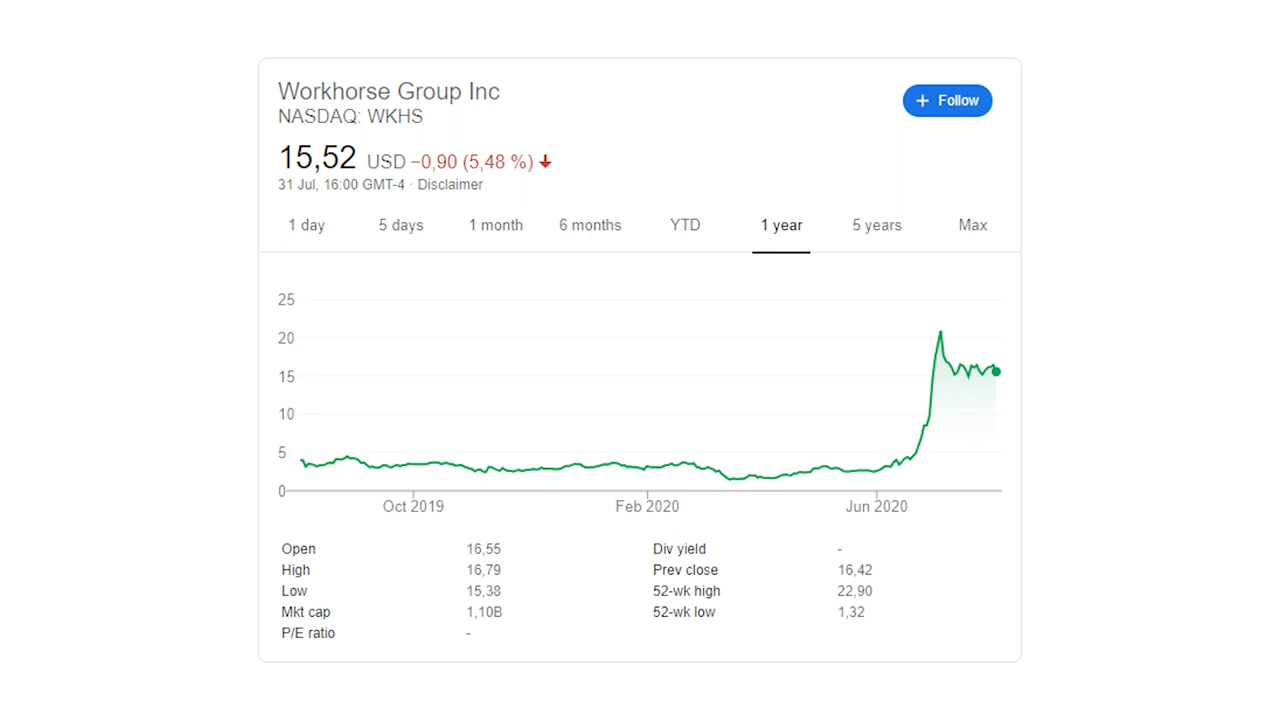 Workhorse Group Inc
NASDAQ: WKHS
+ Follow
15,52 USD −0,90 (5,48 %)
31 Jul, 16:00 GMT-4 · Disclaimer
1 day 5 days 1 month 6 months YTD 1 year 5 years Max
25
20
15
10
5
0
Oct 2019 Feb 2020 Jun 2020
Open 16,55 Div yield -
High 16,79 Prev close 16,42
Low 15,38 52-wk high 22,90
Mkt cap 1,10B 52-wk low 1,32
P/E ratio -